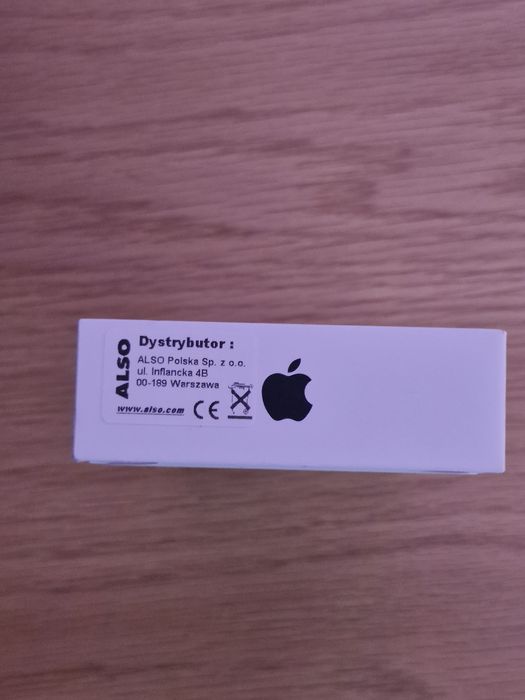 ALSO
Dystrybutor :
ALSO Polska Sp. z o.o.
ul. Inflancka 4B
00-189 Warszawa
www.also.com CE